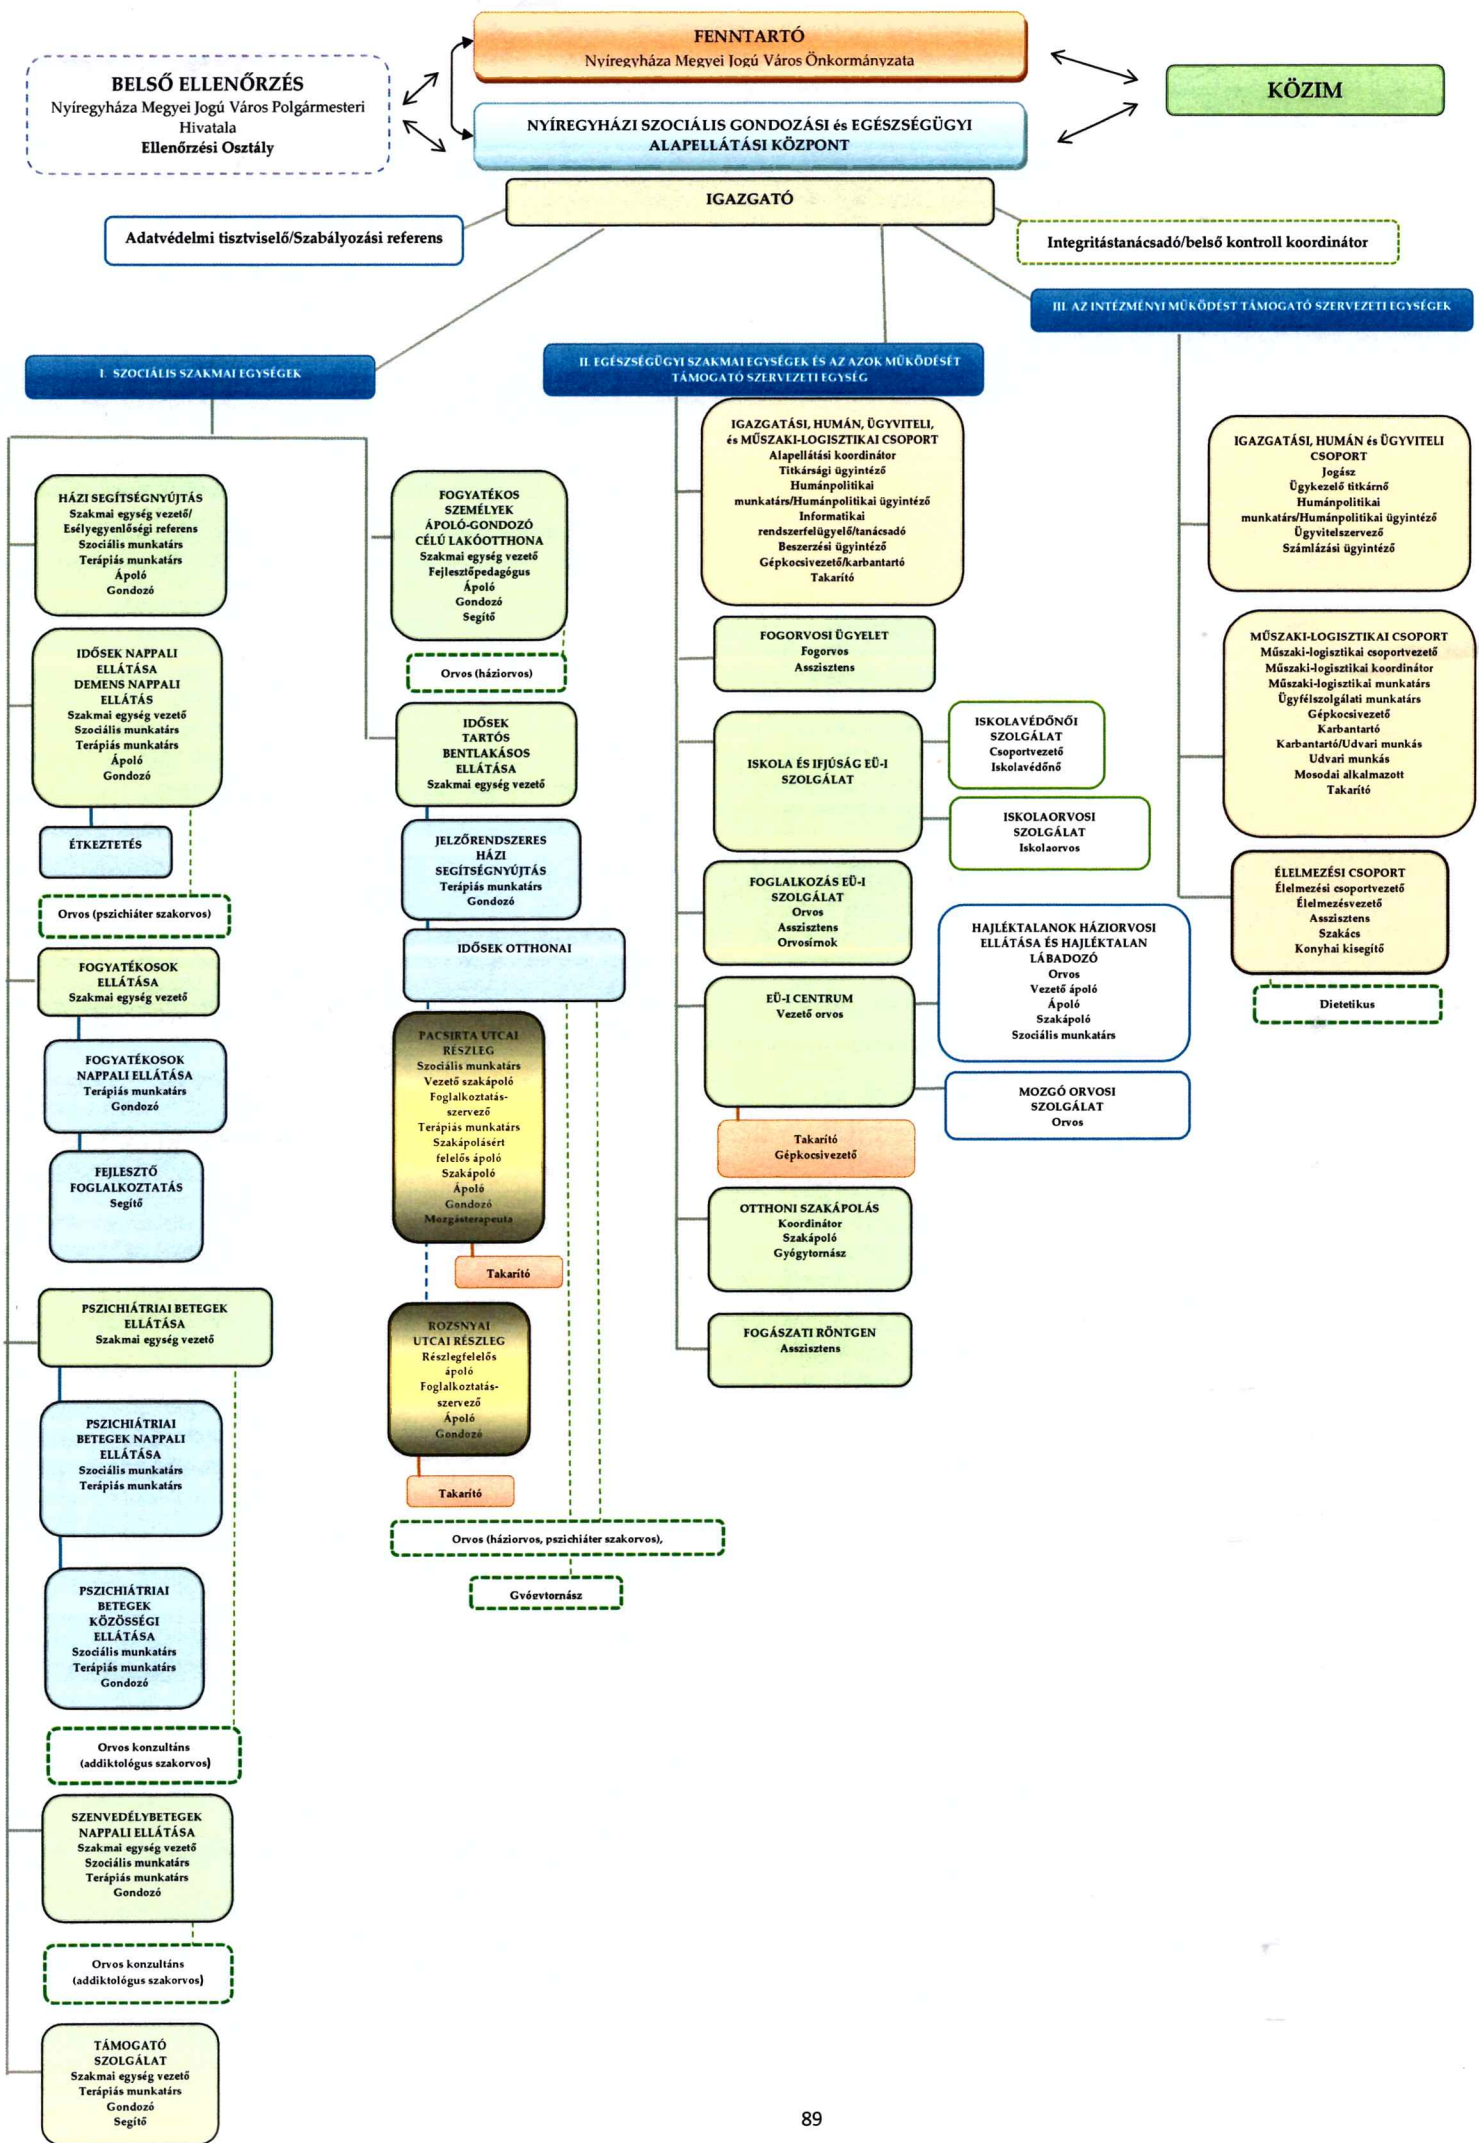 FENNTARTÓ
Nyíregyháza Megyei Jogú Város Önkormányzata
BELSŐ ELLENŐRZÉS
Nyíregyháza Megyei Jogú Város Polgármesteri
Hivatala
Ellenőrzési Osztály
KÖZIM
NYÍREGYHÁZI SZOCIÁLIS GONDOZÁSI és EGÉSZSÉGÜGYI
ALAPELLÁTÁSI KÖZPONT
IGAZGATÓ
Adatvédelmi tisztviselő/Szabályozási referens
Integritástanácsadó/belső kontroll koordinátor
I. SZOCIÁLIS SZAKMAI EGYSÉGEK
II. EGÉSZSÉGÜGYI SZAKMAI EGYSÉGEK ÉS AZ AZOK MŰKÖDÉSÉT
TÁMOGATÓ SZERVEZETI EGYSÉG
III. AZ INTÉZMÉNYI MŰKÖDÉST TÁMOGATÓ SZERVEZETI EGYSÉGEK
HÁZI SEGÍTSÉGNYÚJTÁS
Szakmai egység vezető/
Esélyegyenlőségi referens
Szociális munkatárs
Terápiás munkatárs
Ápoló
Gondozó
IDŐSEK NAPPALI
ELLÁTÁSA
DEMENS NAPPALI
ELLÁTÁS
Szakmai egység vezető
Szociális munkatárs
Terápiás munkatárs
Ápoló
Gondozó
ÉTKEZTETÉS
Orvos (pszichiáter szakorvos)
FOGYATÉKOSOK
ELLÁTÁSA
Szakmai egység vezető
FOGYATÉKOSOK
NAPPALI ELLÁTÁSA
Terápiás munkatárs
Gondozó
FEJLESZTŐ
FOGLALKOZTATÁS
Segítő
PSZICHIÁTRIAI BETEGEK
ELLÁTÁSA
Szakmai egység vezető
PSZICHIÁTRIAI
BETEGEK NAPPALI
ELLÁTÁSA
Szociális munkatárs
Terápiás munkatárs
PSZICHIÁTRIAI
BETEGEK
KÖZÖSSÉGI
ELLÁTÁSA
Szociális munkatárs
Terápiás munkatárs
Gondozó
Orvos konzultáns
(addiktológus szakorvos)
SZENVEDÉLYBETEGEK
NAPPALI ELLÁTÁSA
Szakmai egység vezető
Szociális munkatárs
Terápiás munkatárs
Gondozó
Orvos konzultáns
(addiktológus szakorvos)
TÁMOGATÓ
SZOLGÁLAT
Szakmai egység vezető
Terápiás munkatárs
Gondozó
Segítő
FOGYATÉKOS
SZEMÉLYEK
ÁPOLÓ-GONDOZÓ
CÉLÚ LAKÓOTTHONA
Szakmai egység vezető
Fejlesztőpedagógus
Ápoló
Gondozó
Segítő
Orvos (háziorvos)
IDŐSEK
TARTÓS
BENTLAKÁSOS
ELLÁTÁSA
Szakmai egység vezető
JELZŐRENDSZERES
HÁZI
SEGÍTSÉGNYÚJTÁS
Terápiás munkatárs
Gondozó
IDŐSEK OTTHONAI
PACSIRTA UTCAI
RÉSZLEG
Szociális munkatárs
Vezető szakápoló
Foglalkoztatás-
szervező
Terápiás munkatárs
Szakápolásért
felelős ápoló
Szakápoló
Ápoló
Gondozó
Mozgásterapeuta
Takarító
ROZSNYAI
UTCAI RÉSZLEG
Részlegfelelős
ápoló
Foglalkoztatás-
szervező
Ápoló
Gondozó
Takarító
Orvos (háziorvos, pszichiáter szakorvos),
Gyógytornász
IGAZGATÁSI, HUMÁN, ÜGYVITELI,
és MŰSZAKI-LOGISZTIKAI CSOPORT
Alapellátási koordinátor
Titkársági ügyintéző
Humánpolitikai
munkatárs/Humánpolitikai ügyintéző
Informatikai
rendszerfelügyelő/tanácsadó
Beszerzési ügyintéző
Gépkocsivezető/karbantartó
Takarító
FOGORVOSI ÜGYELET
Fogorvos
Asszisztens
ISKOLA ÉS IFJÚSÁG EÜ-I
SZOLGÁLAT
ISKOLAVÉDŐNŐI
SZOLGÁLAT
Csoportvezető
Iskolavédőnő
ISKOLAORVOSI
SZOLGÁLAT
Iskolaorvos
FOGLALKOZÁS EÜ-I
SZOLGÁLAT
Orvos
Asszisztens
Orvosírnok
EÜ-I CENTRUM
Vezető orvos
HAJLÉKTALANOK HÁZIORVOSI
ELLÁTÁSA ÉS HAJLÉKTALAN
LÁBADOZÓ
Orvos
Vezető ápoló
Ápoló
Szakápoló
Szociális munkatárs
MOZGÓ ORVOSI
SZOLGÁLAT
Orvos
Takarító
Gépkocsivezető
OTTHONI SZAKÁPOLÁS
Koordinátor
Szakápoló
Gyógytornász
FOGÁSZATI RÖNTGEN
Asszisztens
IGAZGATÁSI, HUMÁN és ÜGYVITELI
CSOPORT
Jogász
Ügykezelő titkárnő
Humánpolitikai
munkatárs/Humánpolitikai ügyintéző
Ügyvitelszervező
Számlázási ügyintéző
MŰSZAKI-LOGISZTIKAI CSOPORT
Műszaki-logisztikai csoportvezető
Műszaki-logisztikai koordinátor
Műszaki-logisztikai munkatárs
Ügyfélszolgálati munkatárs
Gépkocsivezető
Karbantartó
Karbantartó/Udvari munkás
Udvari munkás
Mosodai alkalmazott
Takarító
ÉLELMEZÉSI CSOPORT
Élelmezési csoportvezető
Élelmezésvezető
Asszisztens
Szakács
Konyhai kisegítő
Dietetikus
89